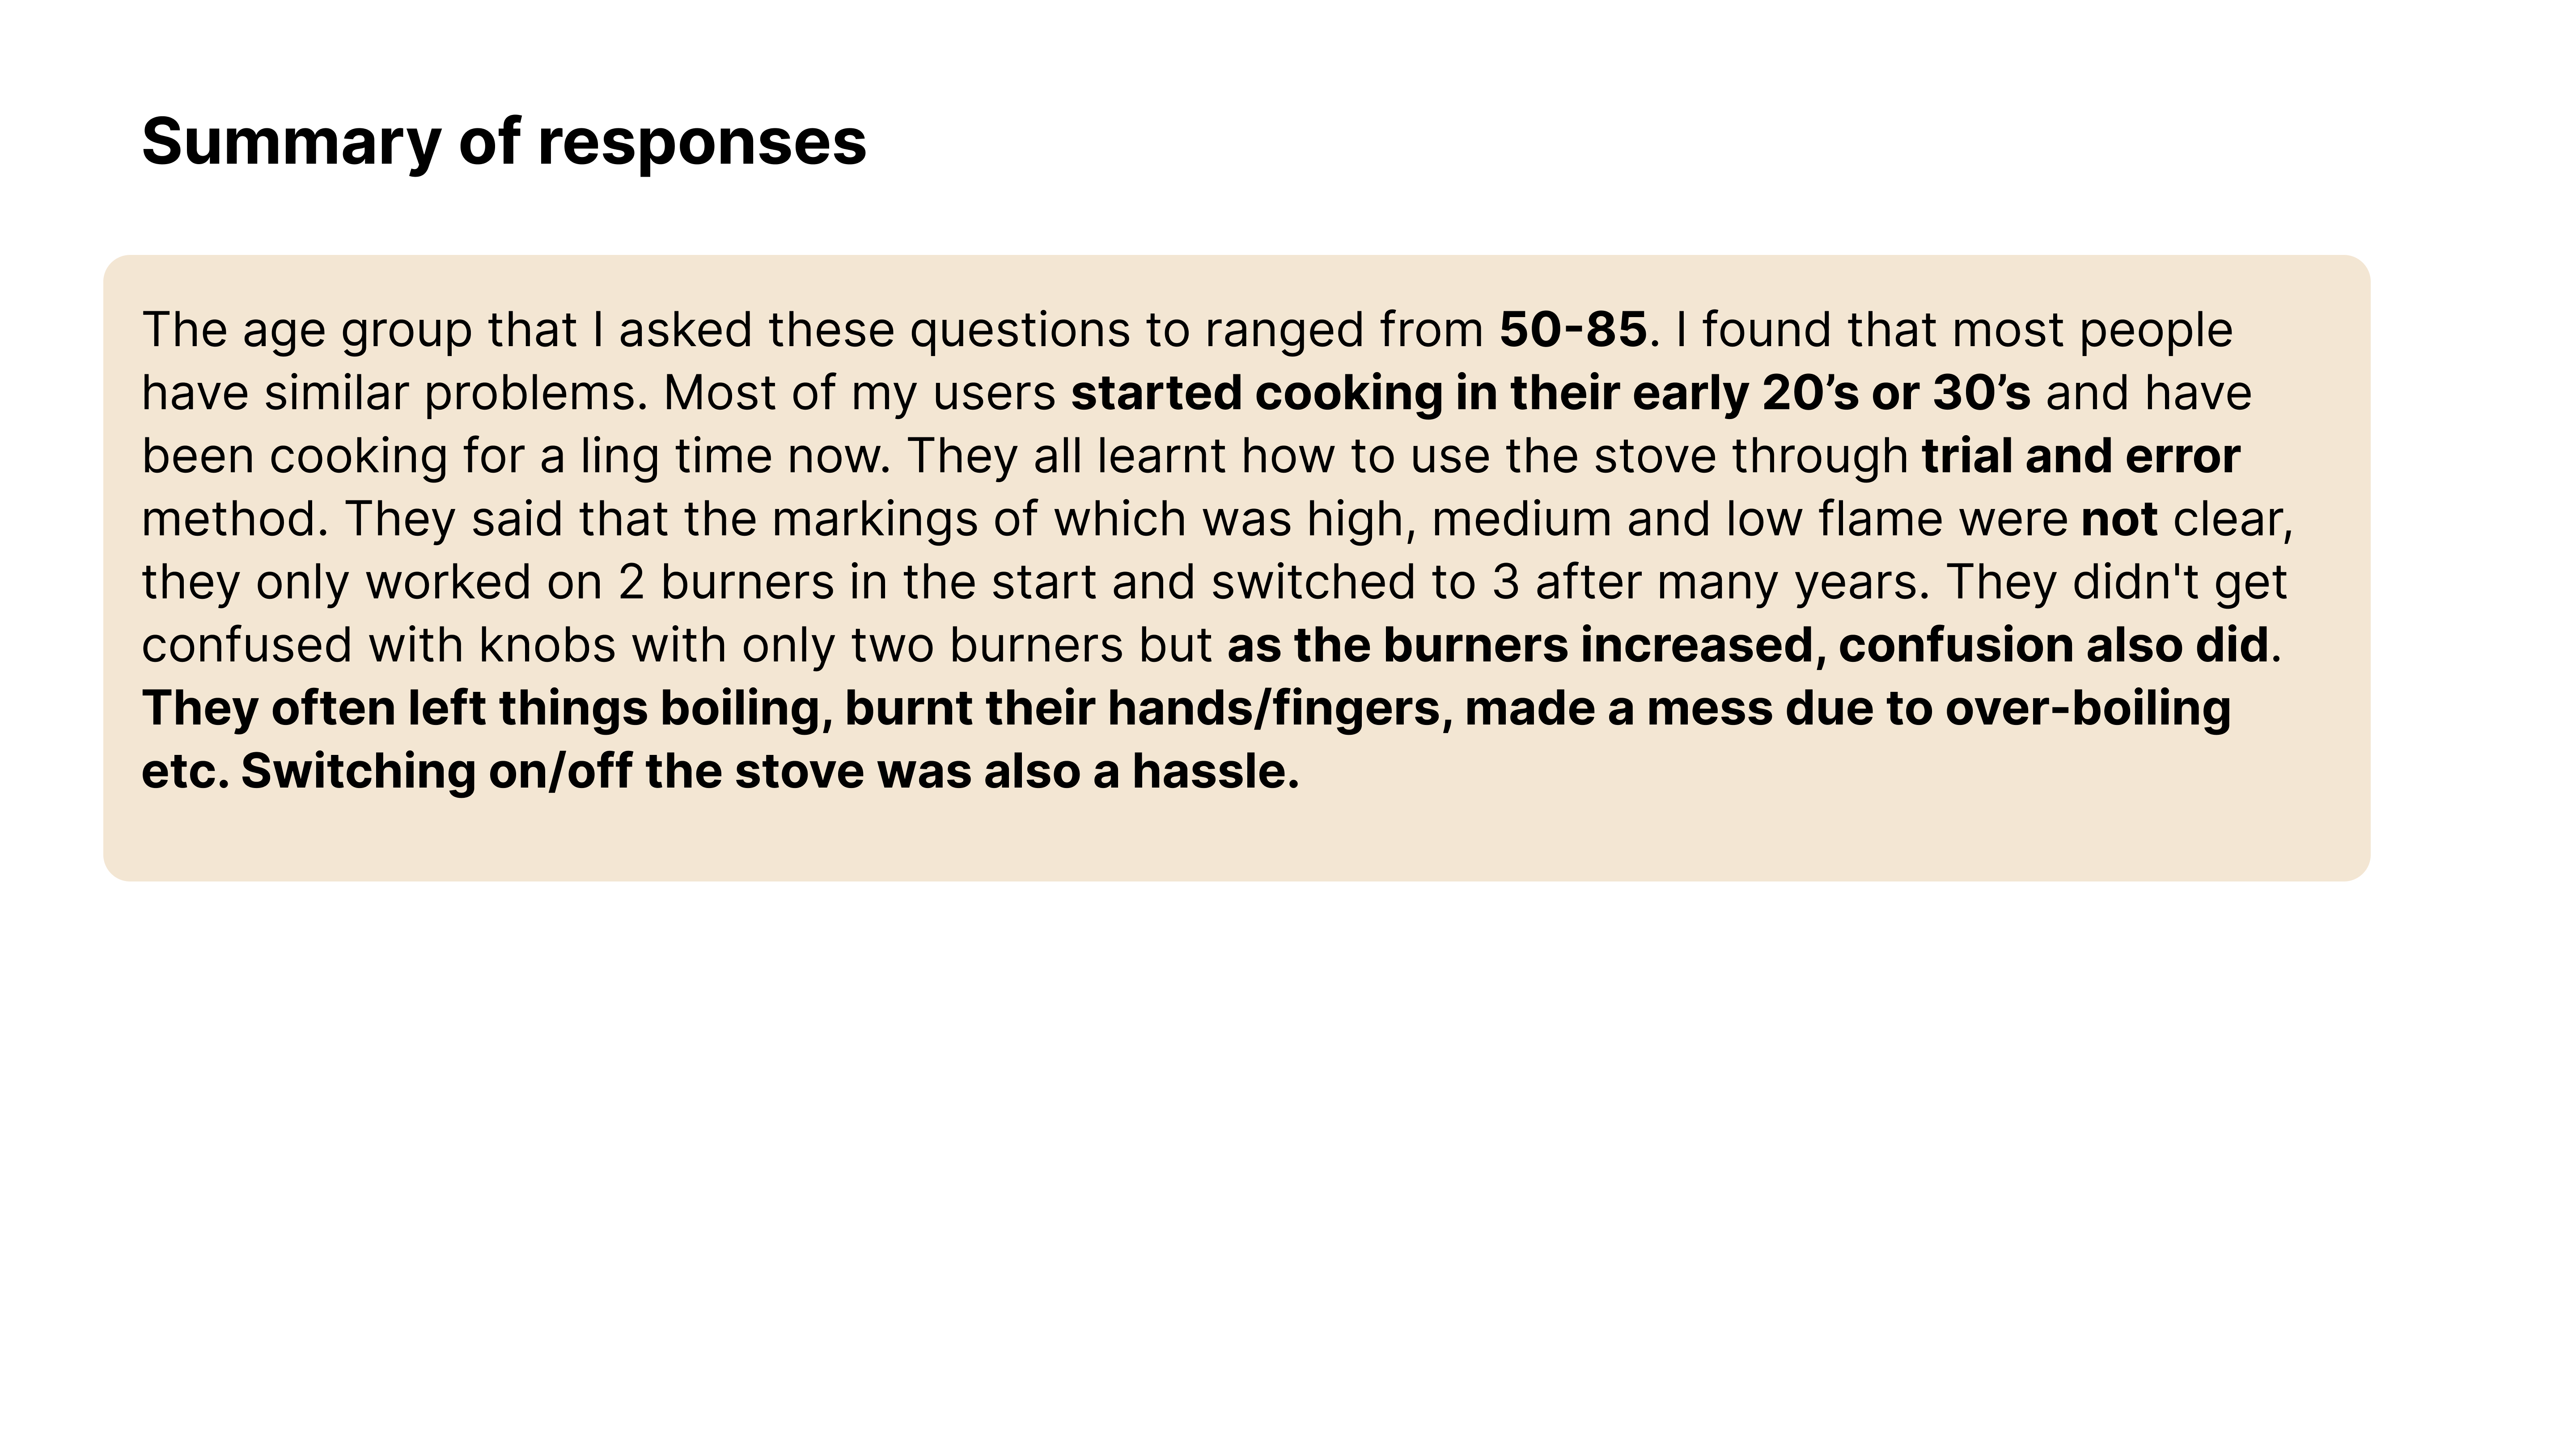 Summary of responses
The age group that I asked these questions to ranged from 50-85. I found that most people
have similar problems. Most of my users started cooking in their early 20’s or 30’s and have
been cooking for a ling time now. They all learnt how to use the stove through trial and error
method. They said that the markings of which was high, medium and low flame were not clear,
they only worked on 2 burners in the start and switched to 3 after many years. They didn't get
confused with knobs with only two burners but as the burners increased, confusion also did.
They often left things boiling, burnt their hands/fingers, made a mess due to over-boiling
etc. Switching on/off the stove was also a hassle.